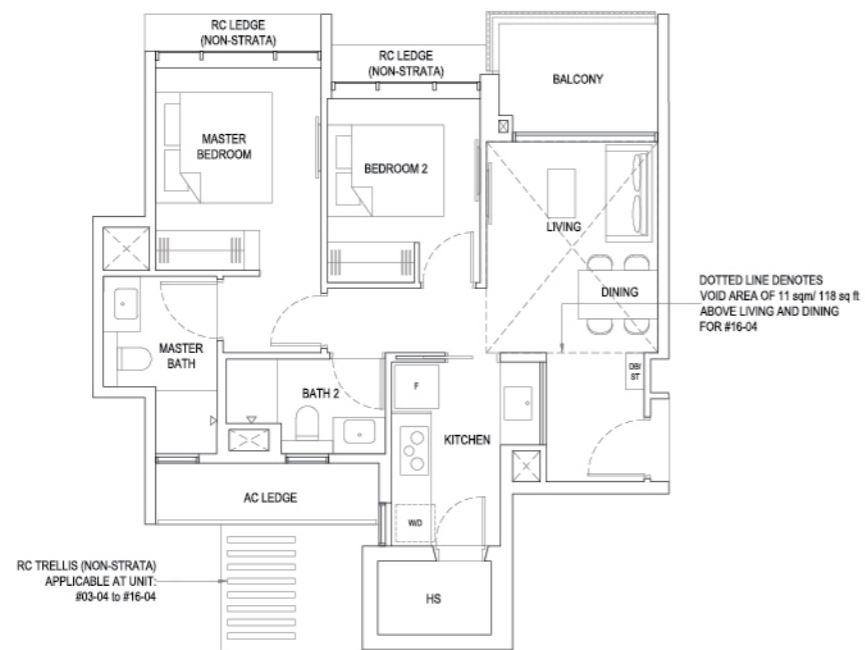 RC LEDGE
(NON-STRATA)
RC LEDGE
(NON-STRATA)
BALCONY
MASTER
BEDROOM
BEDROOM 2
LIVING
DINING
DOTTED LINE DENOTES
VOID AREA OF 11 sqm/ 118 sq ft
ABOVE LIVING AND DINING
FOR #16-04
MASTER
BATH
BATH 2
F
DB/
ST
KITCHEN
AC LEDGE
W/D
RC TRELLIS (NON-STRATA)
APPLICABLE AT UNIT:
#03-04 to #16-04
HS